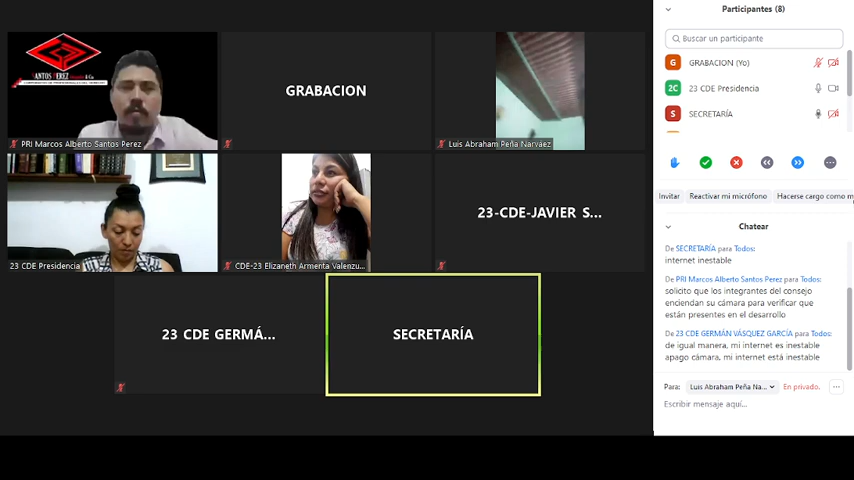 SANTOS PEREZ
PRI Marcos Alberto Santos Perez
GRABACION
Luis Abraham Peña Narváez
23 CDE Presidencia
CDE-23 Elizaneth Armenta Valenzu...
23-CDE-JAVIER S...
23 CDE GERMÁ...
SECRETARÍA
Participantes (8)
Buscar un participante
G GRABACION (Yo)
2C 23 CDE Presidencia
S SECRETARÍA
Invitar Reactivar mi micrófono Hacerse cargo como m
Chatear
De SECRETARÍA para Todos:
internet inestable
De PRI Marcos Alberto Santos Perez para Todos:
solicito que los integrantes del consejo
enciendan su cámara para verificar que
están presentes en el desarrollo
De 23 CDE GERMÁN VÁSQUEZ GARCÍA para Todos:
de igual manera, mi internet es inestable
apago cámara, mi internet está inestable
Para: Luis Abraham Peña Na... En privado.
Escribir mensaje aquí...